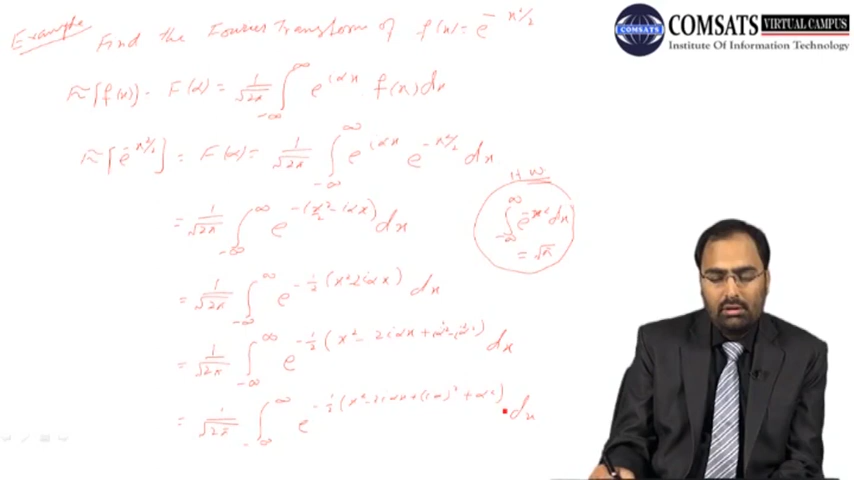 Example Find the Fourier Transform of f(x) = e^{-x²/2}
COMSATS VIRTUAL CAMPUS
Institute Of Information Technology
COMSATS
F[f(x)] = F(α) = 1/√2π ∫_{-∞}^{∞} e^{iαx} f(x) dx
F[e^{-x²/2}] = F(α) = 1/√2π ∫_{-∞}^{∞} e^{iαx} e^{-x²/2} dx
H W
∫_{-∞}^{∞} e^{-x²} dx
= √π
= 1/√2π ∫_{-∞}^{∞} e^{-(x²/2 - iαx)} dx
= 1/√2π ∫_{-∞}^{∞} e^{-1/2 (x² - 2iαx)} dx
= 1/√2π ∫_{-∞}^{∞} e^{-1/2 (x² - 2iαx + i²α² - i²α²)} dx
= 1/√2π ∫_{-∞}^{∞} e^{-1/2 (x² - 2iαx + (iα)² + α²)} dx